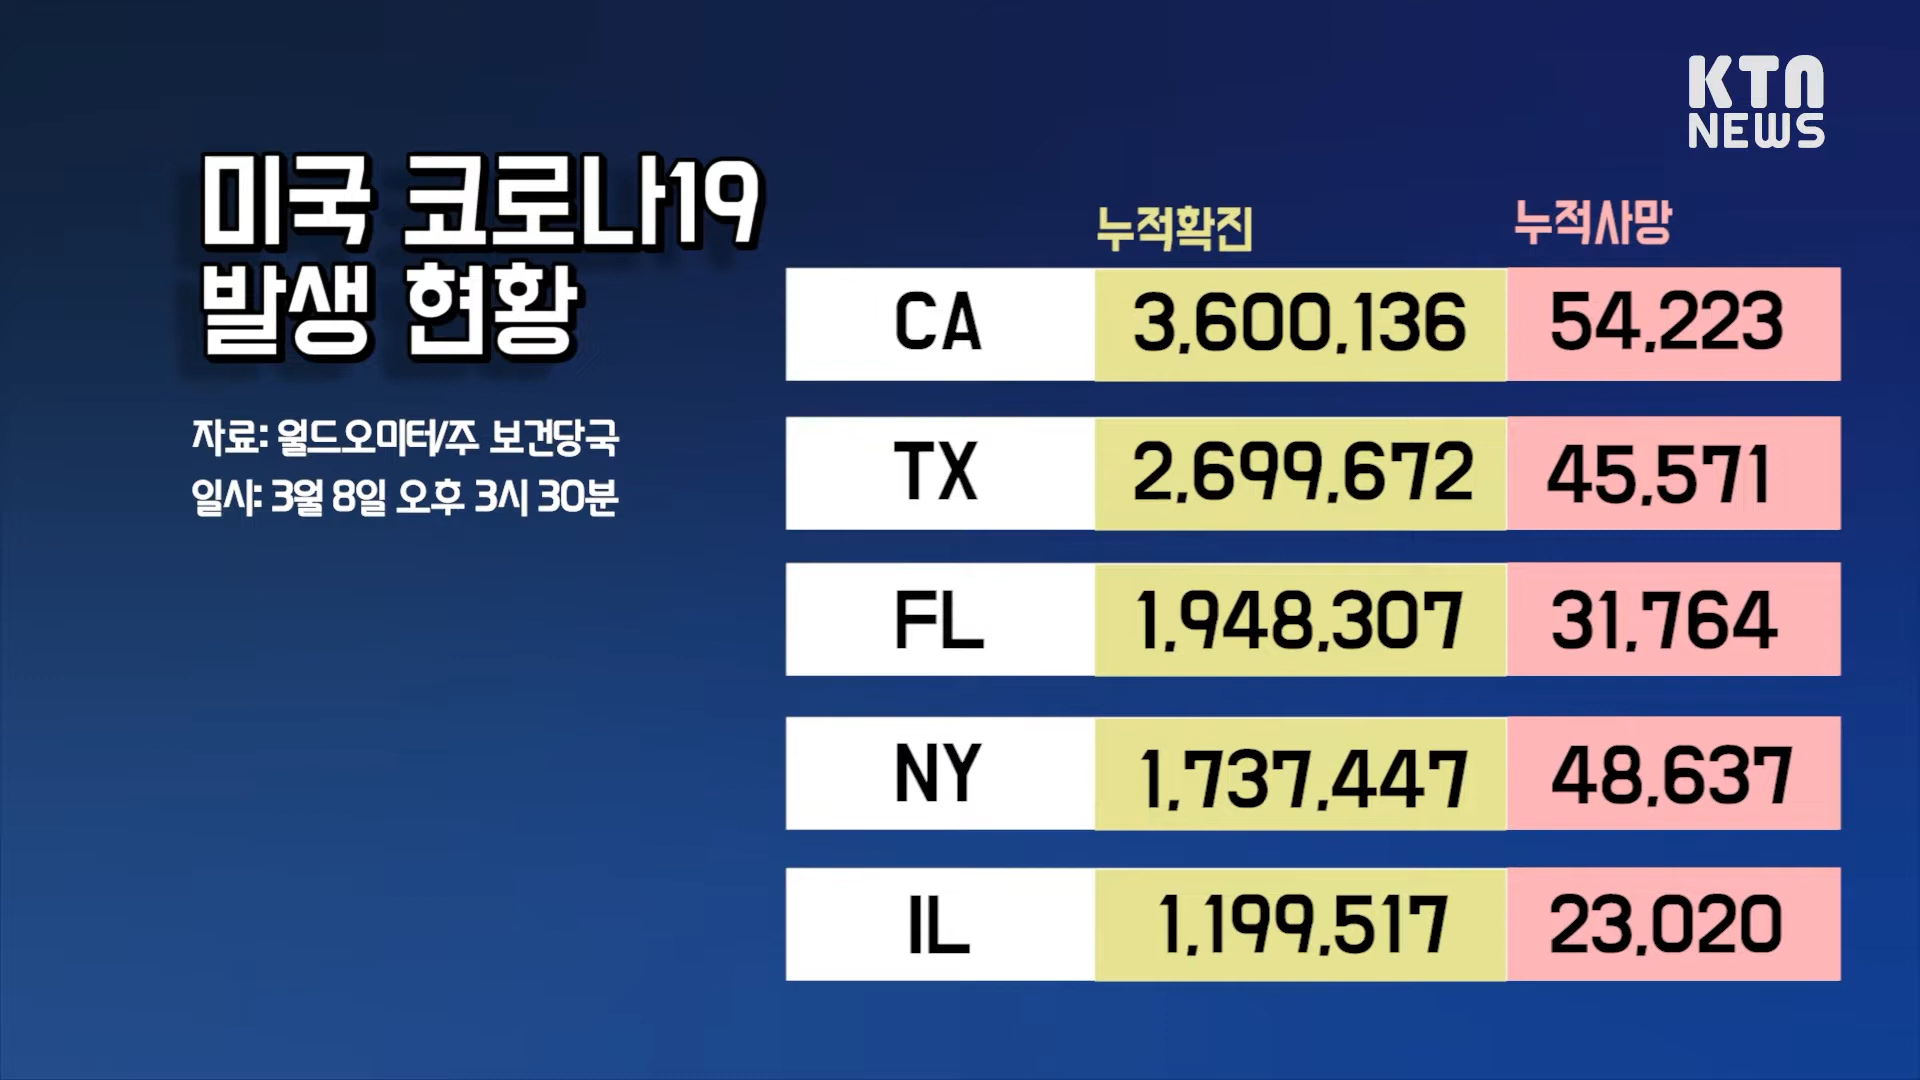 KTN
NEWS
미국 코로나19
발생 현황
자료: 월드오미터/주 보건당국
일시: 3월 8일 오후 3시 30분
누적확진 누적사망
CA 3,600,136 54,223
TX 2,699,672 45,571
FL 1,948,307 31,764
NY 1,737,447 48,637
IL 1,199,517 23,020